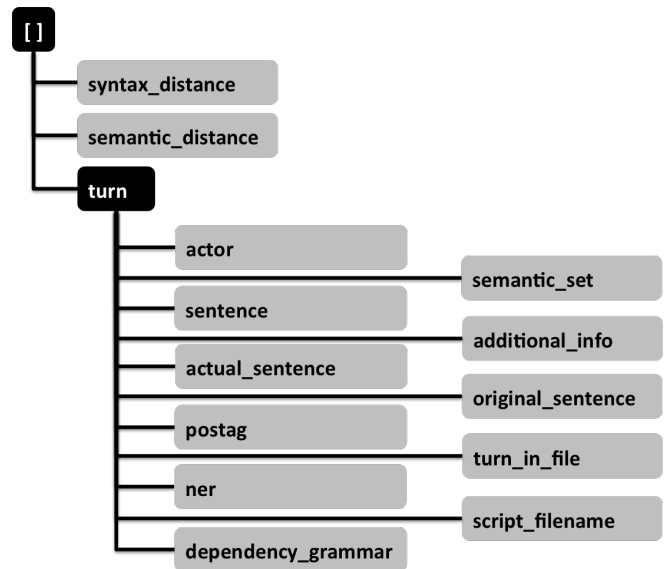 [ ]
syntax_distance
semantic_distance
turn
actor
semantic_set
sentence
additional_info
actual_sentence
original_sentence
postag
turn_in_file
ner
script_filename
dependency_grammar